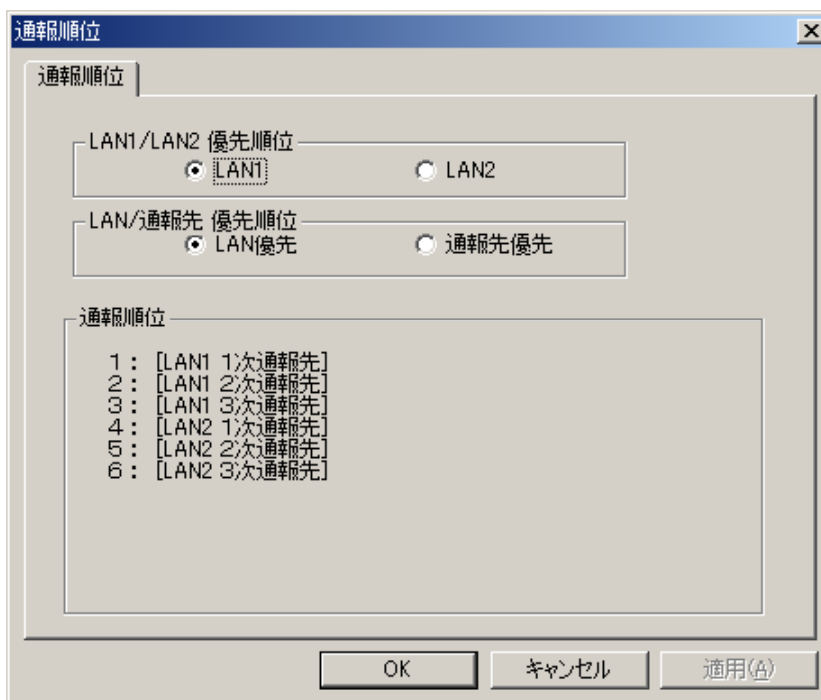 通報順位
通報順位
LAN1/LAN2 優先順位
LAN1 LAN2
LAN/通報先 優先順位
LAN優先 通報先優先
通報順位
1： [LAN1 1次通報先]
2： [LAN1 2次通報先]
3： [LAN1 3次通報先]
4： [LAN2 1次通報先]
5： [LAN2 2次通報先]
6： [LAN2 3次通報先]
OK キャンセル 適用(A)